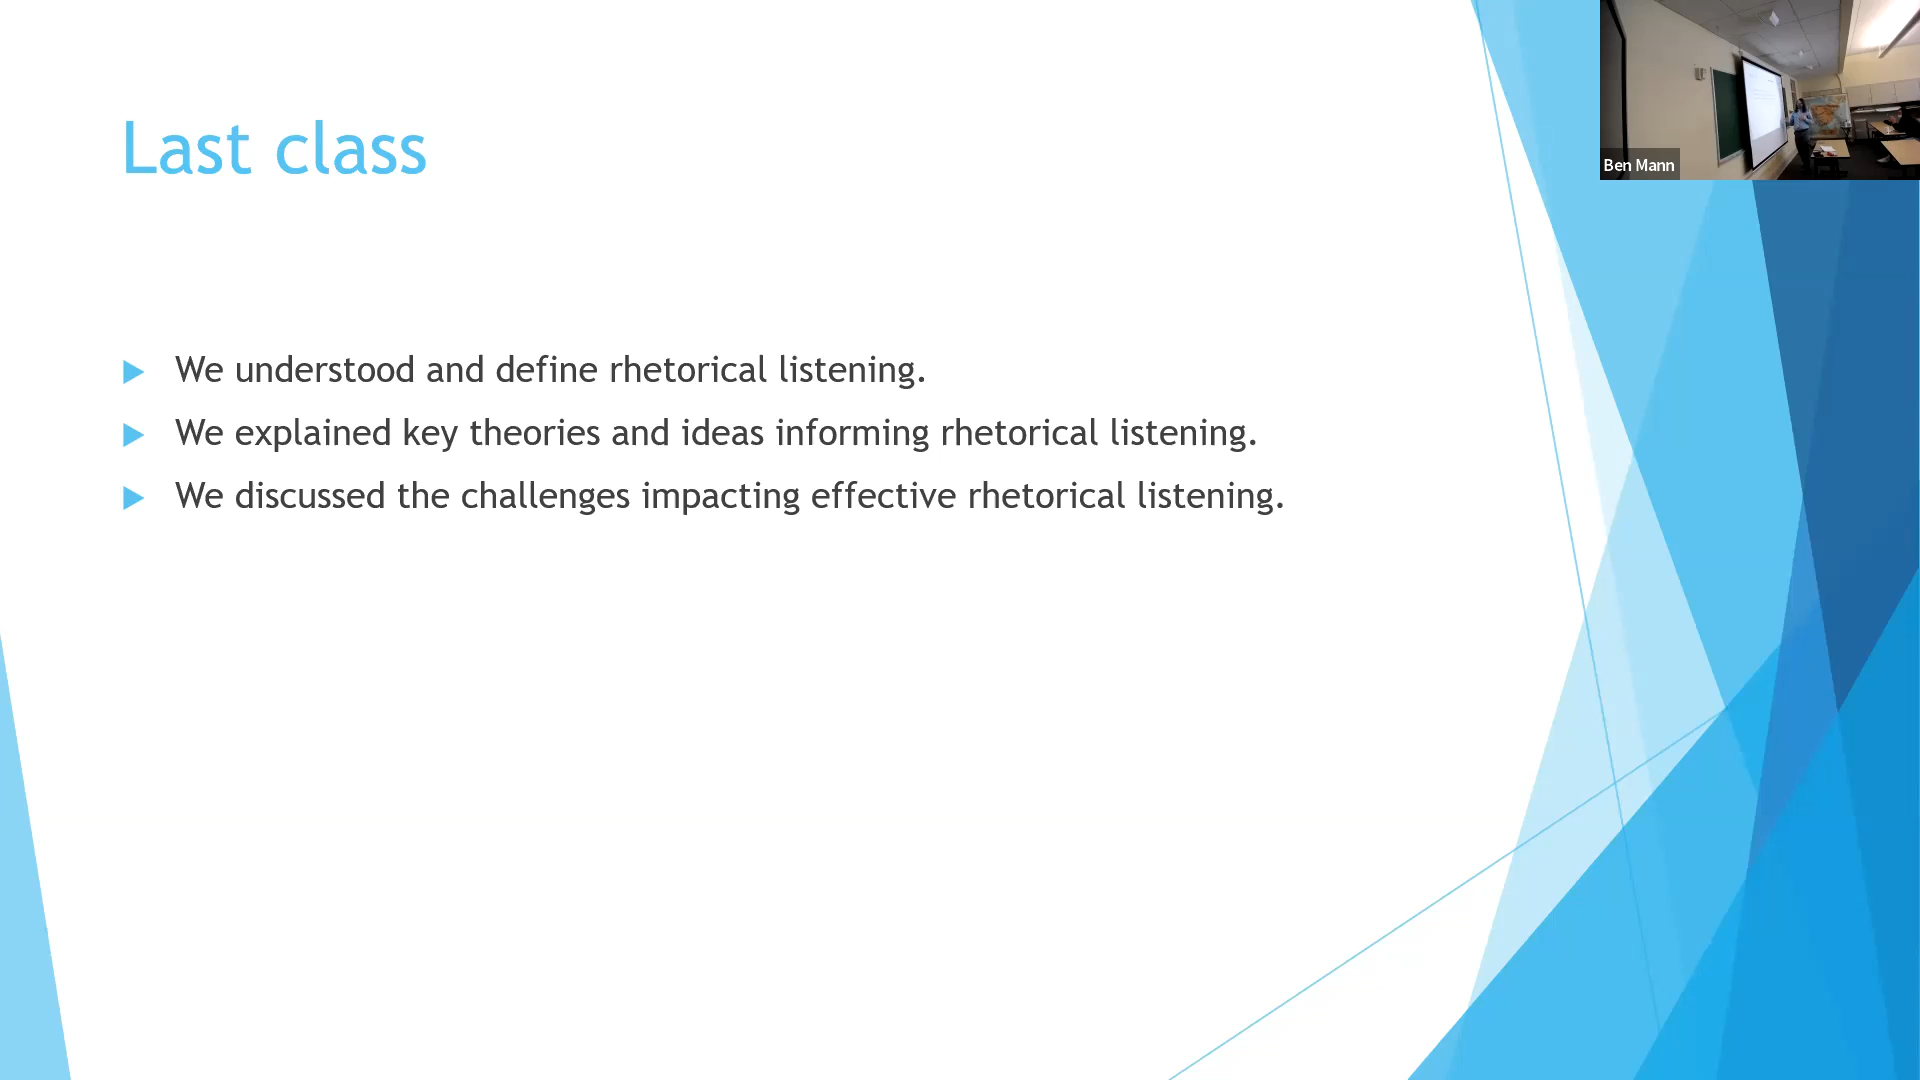 Last class
We understood and define rhetorical listening.
We explained key theories and ideas informing rhetorical listening.
We discussed the challenges impacting effective rhetorical listening.
Ben Mann